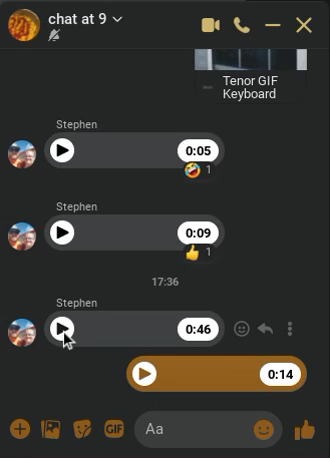 chat at 9
Tenor GIF
Keyboard
Stephen
0:05
1
Stephen
0:09
1
17:36
Stephen
0:46
0:14
GIF
Aa